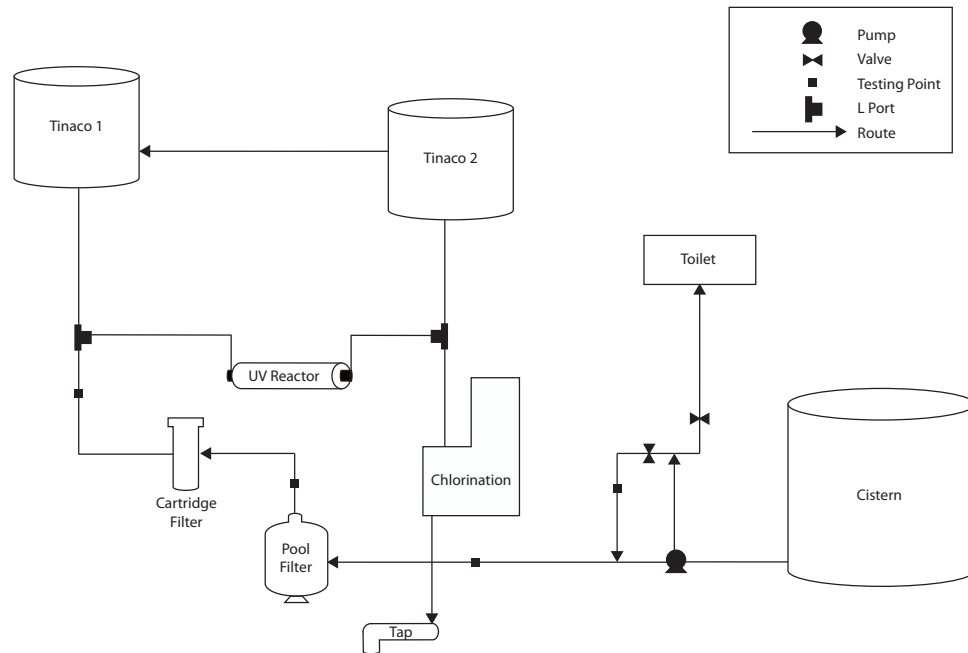 Pump
Valve
Testing Point
L Port
Route
Tinaco 1
Tinaco 2
Toilet
UV Reactor
Chlorination
Cistern
Cartridge
Filter
Pool
Filter
Tap